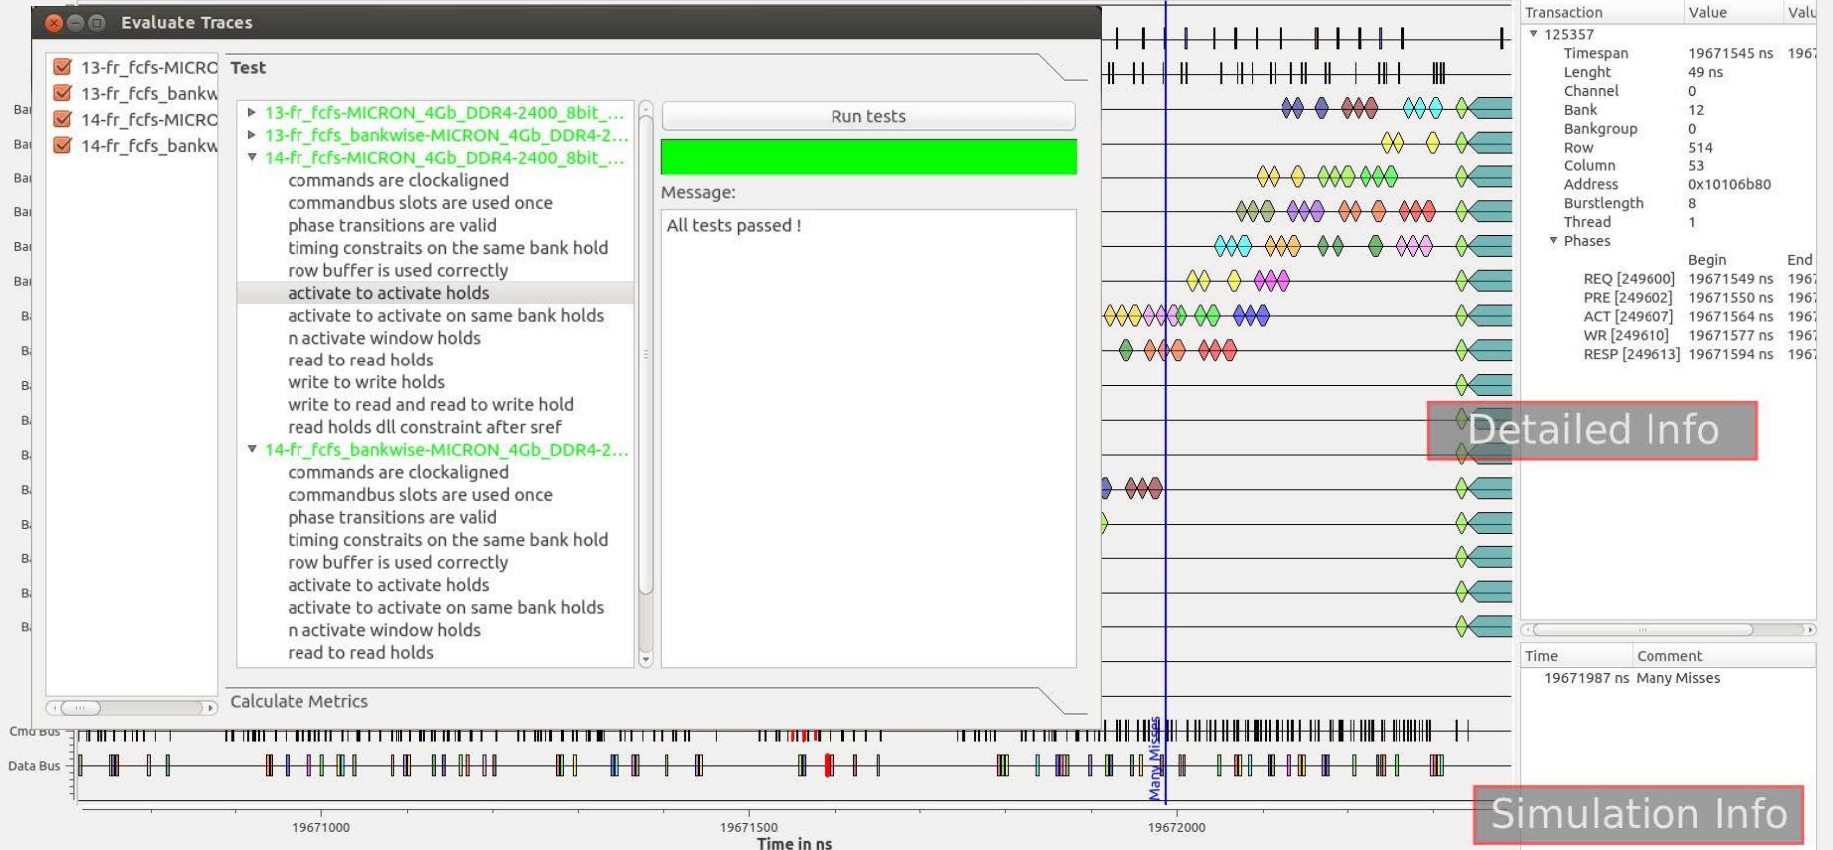 Evaluate Traces
13-fr_fcfs-MICRO
13-fr_fcfs_bankw
14-fr_fcfs-MICRO
14-fr_fcfs_bankw
Test
13-fr_fcfs-MICRON_4Gb_DDR4-2400_8bit_...
13-fr_fcfs_bankwise-MICRON_4Gb_DDR4-2...
14-fr_fcfs-MICRON_4Gb_DDR4-2400_8bit_...
commands are clockaligned
commandbus slots are used once
phase transitions are valid
timing constraits on the same bank hold
row buffer is used correctly
activate to activate holds
activate to activate on same bank holds
n activate window holds
read to read holds
write to write holds
write to read and read to write hold
read holds dll constraint after sref
14-fr_fcfs_bankwise-MICRON_4Gb_DDR4-2...
commands are clockaligned
commandbus slots are used once
phase transitions are valid
timing constraits on the same bank hold
row buffer is used correctly
activate to activate holds
activate to activate on same bank holds
n activate window holds
read to read holds
Run tests
Message:
All tests passed !
Calculate Metrics
Cmd Bus
Data Bus
Many Misses
19671000 19671500 19672000
Time in ns
Transaction Value
125357
Timespan 19671545 ns 1967
Lenght 49 ns
Channel 0
Bank 12
Bankgroup 0
Row 514
Column 53
Address 0x10106b80
Burstlength 8
Thread 1
Phases
Begin End
REQ [249600] 19671549 ns 1967
PRE [249602] 19671550 ns 1967
ACT [249607] 19671564 ns 1967
WR [249610] 19671577 ns 1967
RESP [249613] 19671594 ns 1967
Detailed Info
Time Comment
19671987 ns Many Misses
Simulation Info